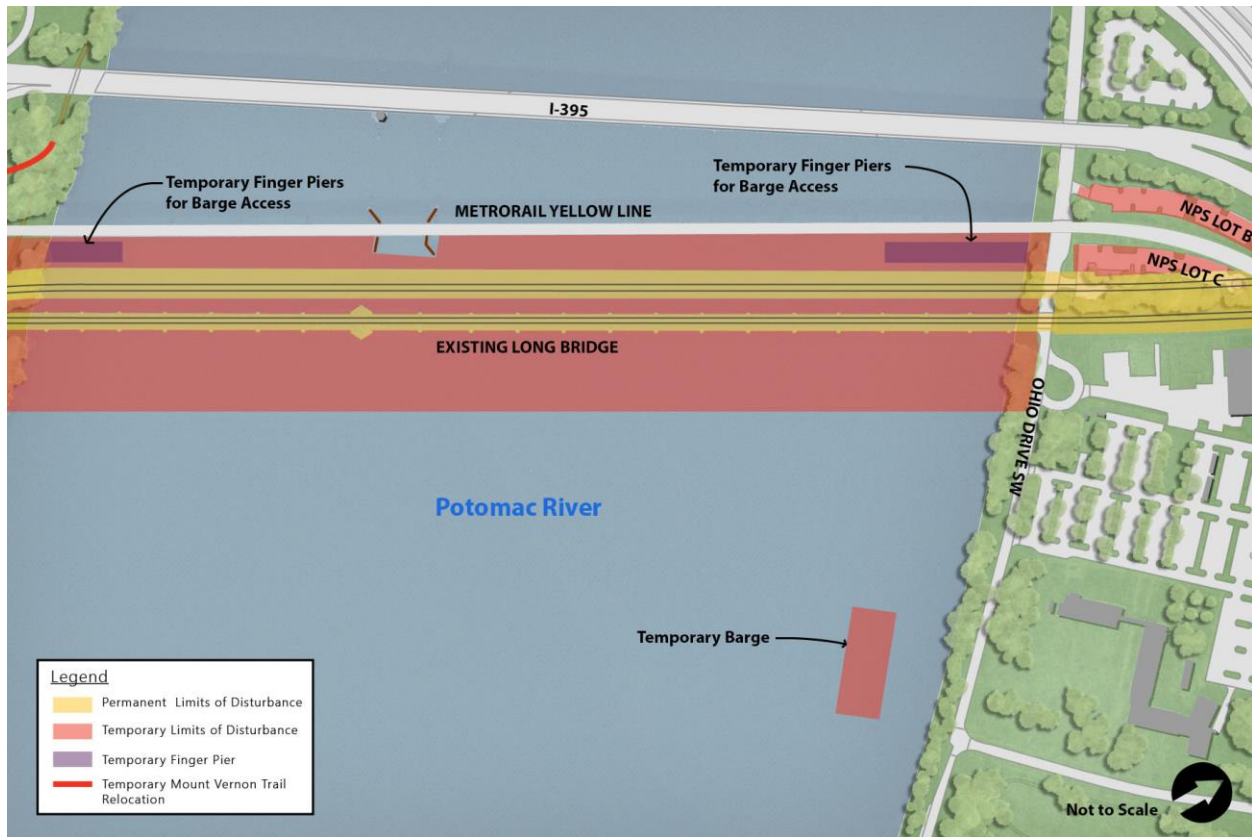 I-395
Temporary Finger Piers
for Barge Access
Temporary Finger Piers
for Barge Access
METRORAIL YELLOW LINE
NPS LOT B
NPS LOT C
EXISTING LONG BRIDGE
OHIO DRIVE SW
Potomac River
Temporary Barge
Legend
Permanent Limits of Disturbance
Temporary Limits of Disturbance
Temporary Finger Pier
Temporary Mount Vernon Trail
Relocation
Not to Scale